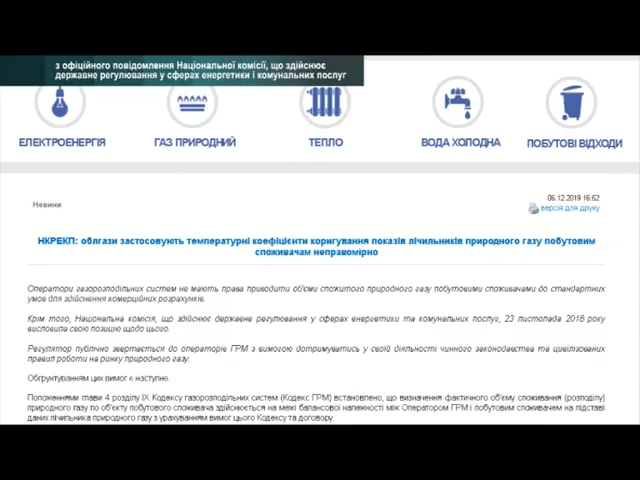 з офіційного повідомлення Національної комісії, що здійснює
державне регулювання у сферах енергетики і комунальних послуг
ЕЛЕКТРОЕНЕРГІЯ ГАЗ ПРИРОДНИЙ ТЕПЛО ВОДА ХОЛОДНА ПОБУТОВІ ВІДХОДИ
Новини
06.12.2019 16:52
версія для друку
НКРЕКП: облгази застосовують температурні коефіцієнти коригування показів лічильників природного газу побутовим
споживачам неправомірно
Оператори газорозподільних систем не мають права приводити об'єми спожитого природного газу побутовими споживачами до стандартних
умов для здійснення комерційних розрахунків.
Крім того, Національна комісія, що здійснює державне регулювання у сферах енергетики та комунальних послуг, 23 листопада 2018 року
висловила свою позицію щодо цього.
Регулятор публічно звертається до операторів ГРМ з вимогою дотримуватись у своїй діяльності чинного законодавства та цивілізованих
правил роботи на ринку природного газу.
Обґрунтуванням цих вимог є наступне.
Положеннями глави 4 розділу IX Кодексу газорозподільних систем (Кодекс ГРМ) встановлено, що визначення фактичного об'єму споживання (розподілу)
природного газу по об'єкту побутового споживача здійснюється на межі балансової належності між Оператором ГРМ і побутовим споживачем на підставі
даних лічильника природного газу з урахуванням вимог цього Кодексу та договору.